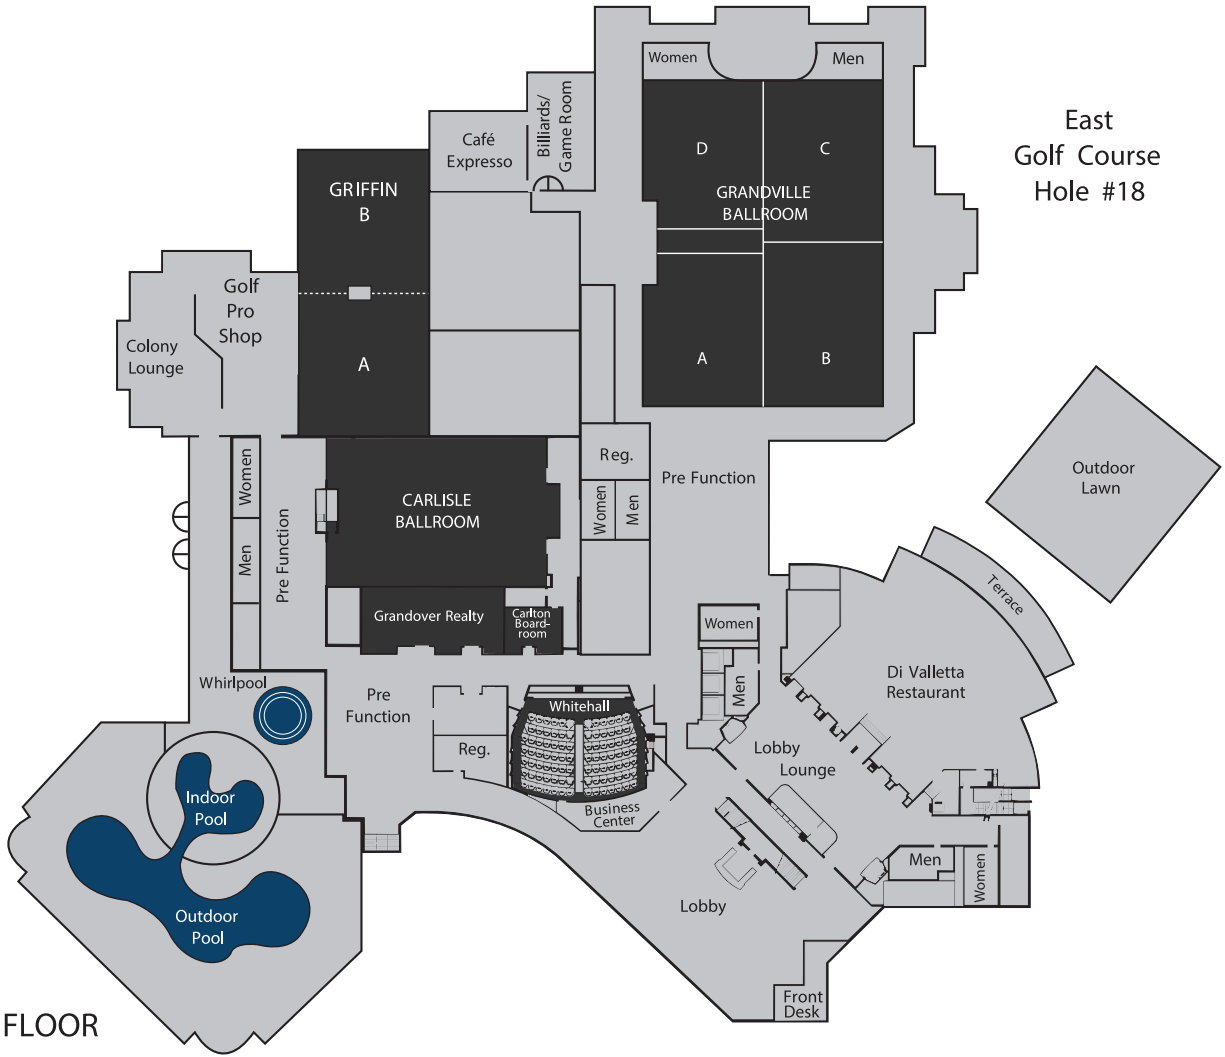 Women
Men
Billiards/
Game Room
Café
Expresso
East
Golf Course
Hole #18
D
C
GRIFFIN
B
GRANDVILLE
BALLROOM
Golf
Pro
Shop
Colony
Lounge
A
A
B
Women
Men
Pre Function
CARLISLE
BALLROOM
Reg.
Women
Men
Pre Function
Outdoor
Lawn
Terrace
Grandover Realty
Carlton
Board-
room
Women
Men
Di Valletta
Restaurant
Whirlpool
Pre
Function
Whitehall
Reg.
Lobby
Lounge
Indoor
Pool
Business
Center
Men
Women
Outdoor
Pool
Lobby
Front
Desk
FLOOR